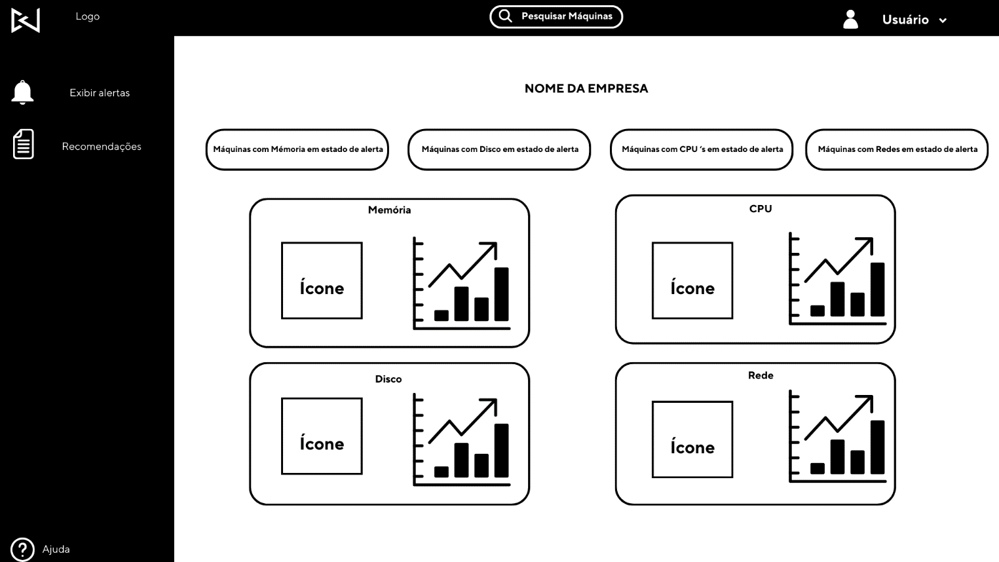 Logo
Pesquisar Máquinas
Usuário
Exibir alertas
Recomendações
Ajuda
NOME DA EMPRESA
Máquinas com Mémoria em estado de alerta
Máquinas com Disco em estado de alerta
Máquinas com CPU ‘s em estado de alerta
Máquinas com Redes em estado de alerta
Memória
Ícone
CPU
Ícone
Disco
Ícone
Rede
Ícone